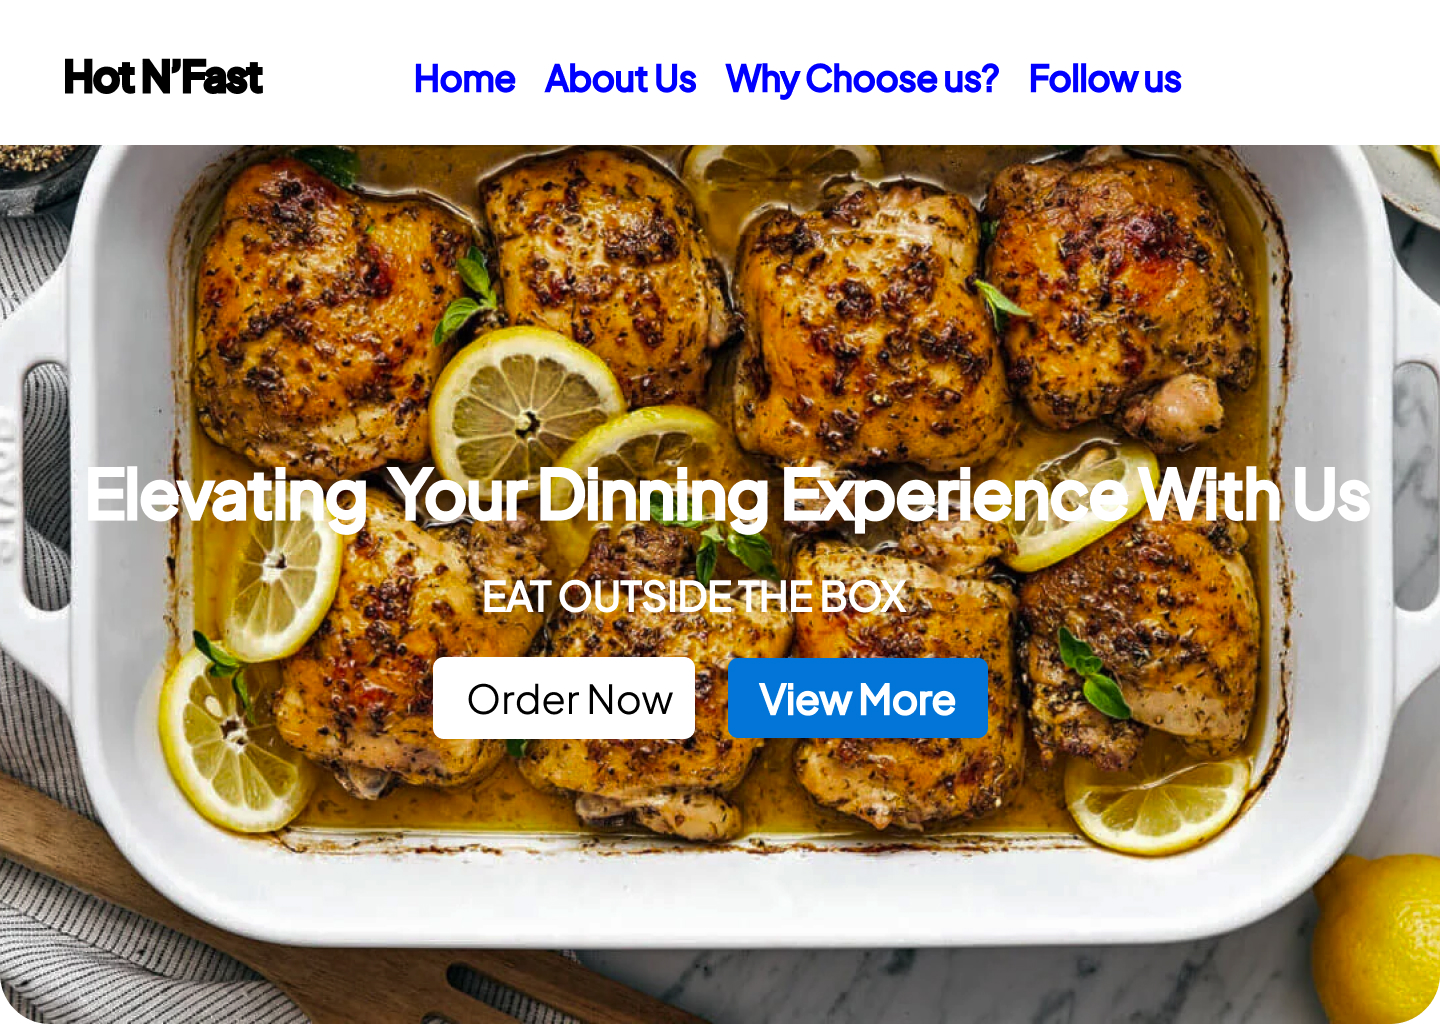 Hot N’Fast
Home About Us Why Choose us? Follow us
Elevating Your Dinning Experience With Us
EAT OUTSIDE THE BOX
Order Now View More